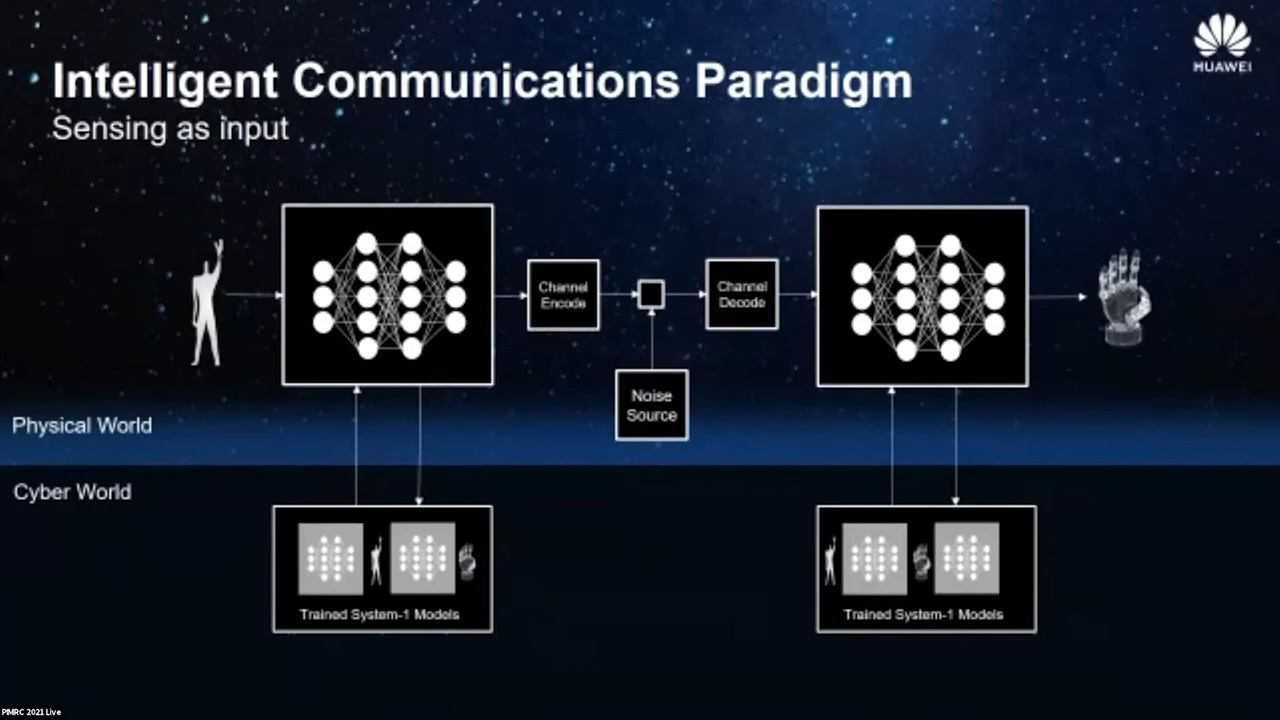 HUAWEI
Intelligent Communications Paradigm
Sensing as input
Channel
Encode
Channel
Decode
Noise
Source
Physical World
Cyber World
Trained System-1 Models
Trained System-1 Models
PMRC 2021 Live